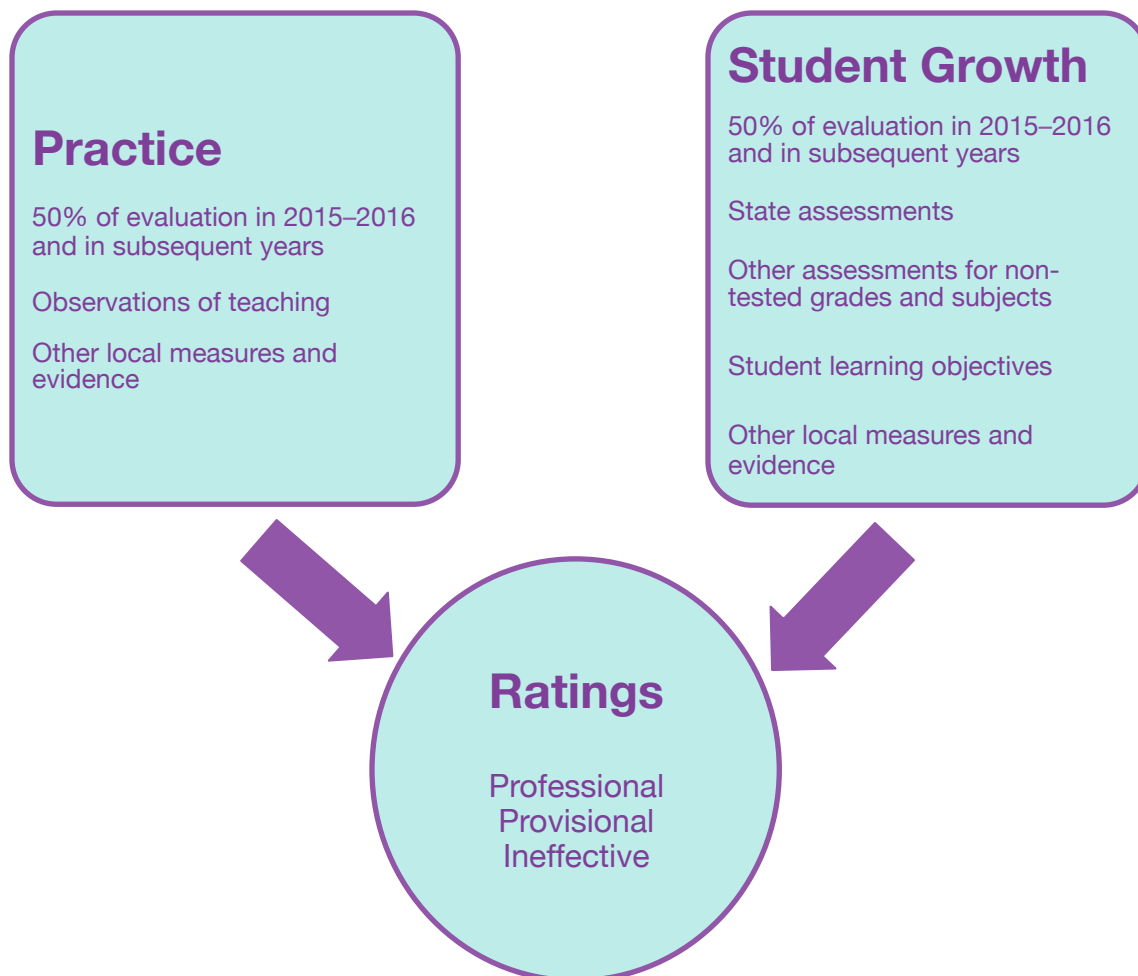 Practice
50% of evaluation in 2015–2016
and in subsequent years
Observations of teaching
Other local measures and
evidence
Student Growth
50% of evaluation in 2015–2016
and in subsequent years
State assessments
Other assessments for non-
tested grades and subjects
Student learning objectives
Other local measures and
evidence
Ratings
Professional
Provisional
Ineffective